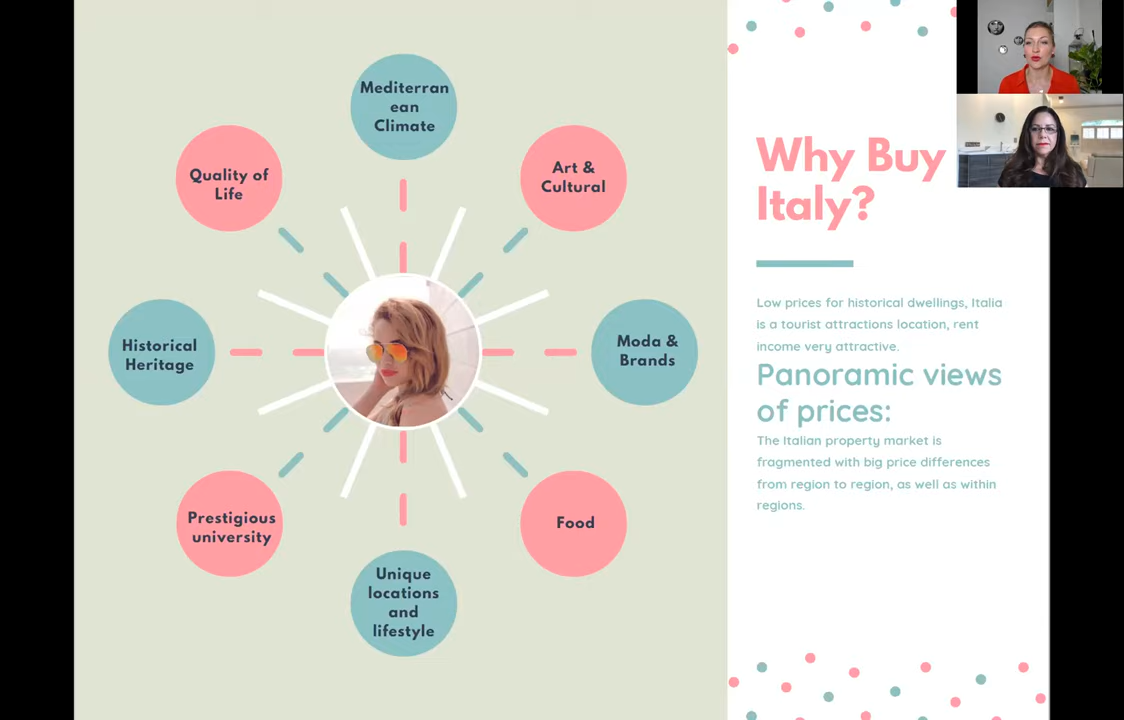 Mediterran
ean
Climate
Quality of
Life
Art &
Cultural
Historical
Heritage
Moda &
Brands
Prestigious
university
Food
Unique
locations
and
lifestyle
Why Buy
Italy?
Low prices for historical dwellings, Italia
is a tourist attractions location, rent
income very attractive.
Panoramic views
of prices:
The Italian property market is
fragmented with big price differences
from region to region, as well as within
regions.